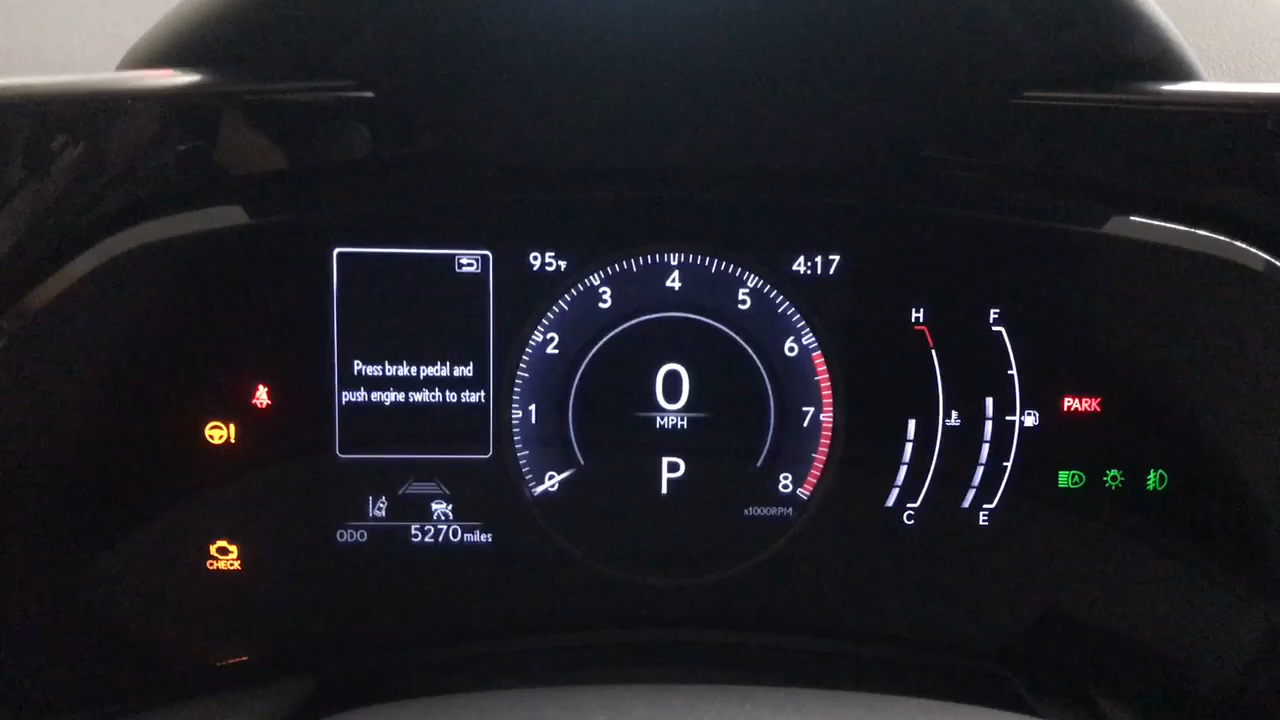 95°F
4:17
4
3
5
2
6
1
7
0
8
0
MPH
P
x1000RPM
Press brake pedal and
push engine switch to start
ODO 5270 miles
CHECK
H
C
F
E
PARK
A